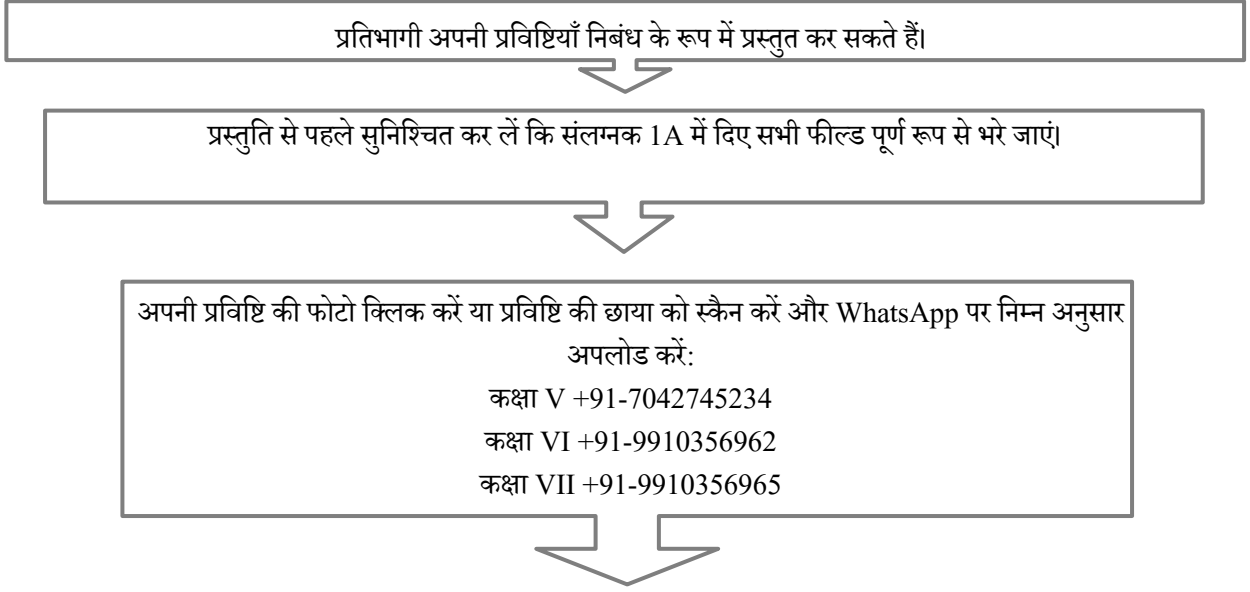 प्रतिभागी अपनी प्रविष्टियाँ निबंध के रूप में प्रस्तुत कर सकते हैं।
प्रस्तुति से पहले सुनिश्चित कर लें कि संलग्नक 1A में दिए सभी फील्ड पूर्ण रूप से भरे जाएं।
अपनी प्रविष्टि की फोटो क्लिक करें या प्रविष्टि की छाया को स्कैन करें और WhatsApp पर निम्न अनुसार
अपलोड करें:
कक्षा V +91-7042745234
कक्षा VI +91-9910356962
कक्षा VII +91-9910356965